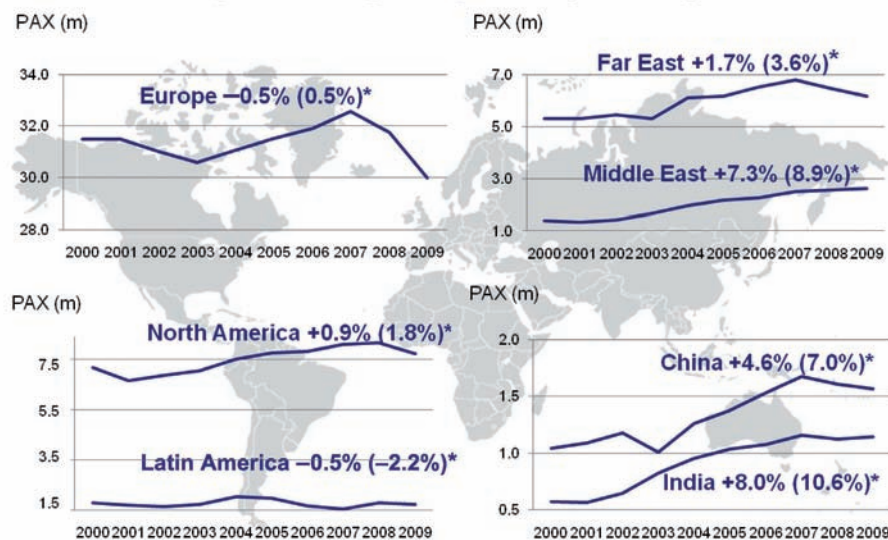 PAX (m)
34.0
32.0
30.0
28.0
Europe –0.5% (0.5%)*
2000 2001 2002 2003 2004 2005 2006 2007 2008 2009
PAX (m)
7.0
5.0
3.0
1.0
Far East +1.7% (3.6%)*
Middle East +7.3% (8.9%)*
2000 2001 2002 2003 2004 2005 2006 2007 2008 2009
PAX (m)
7.5
5.5
3.5
1.5
North America +0.9% (1.8%)*
Latin America –0.5% (–2.2%)*
2000 2001 2002 2003 2004 2005 2006 2007 2008 2009
PAX (m)
2.0
1.5
1.0
0.5
China +4.6% (7.0%)*
India +8.0% (10.6%)*
2000 2001 2002 2003 2004 2005 2006 2007 2008 2009